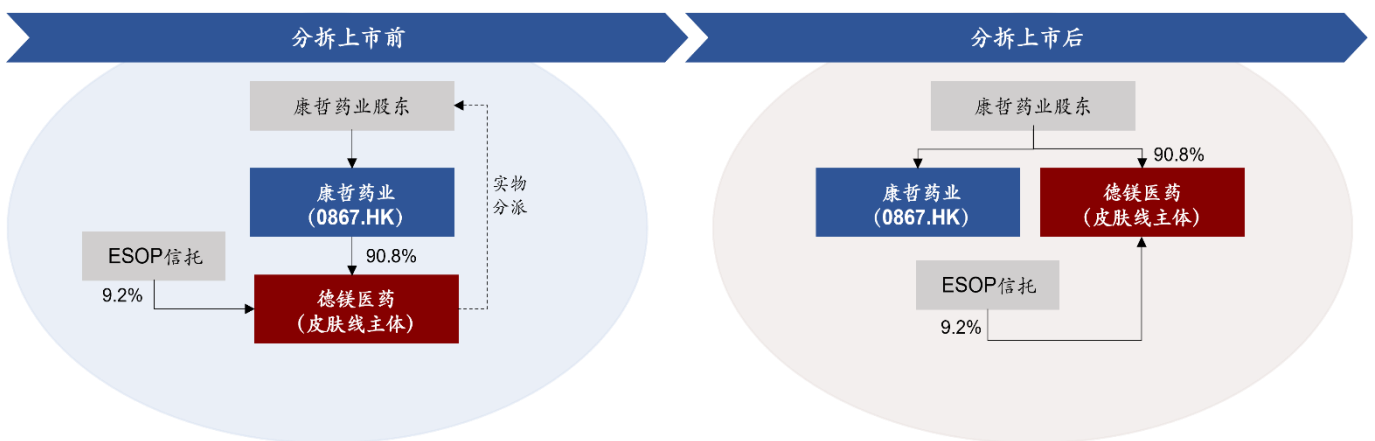 分拆上市前
康哲药业股东
康哲药业
(0867.HK)
实物
分派
ESOP信托
90.8%
9.2%
德镁医药
(皮肤线主体)
分拆上市后
康哲药业股东
90.8%
康哲药业
(0867.HK)
德镁医药
(皮肤线主体)
ESOP信托
9.2%